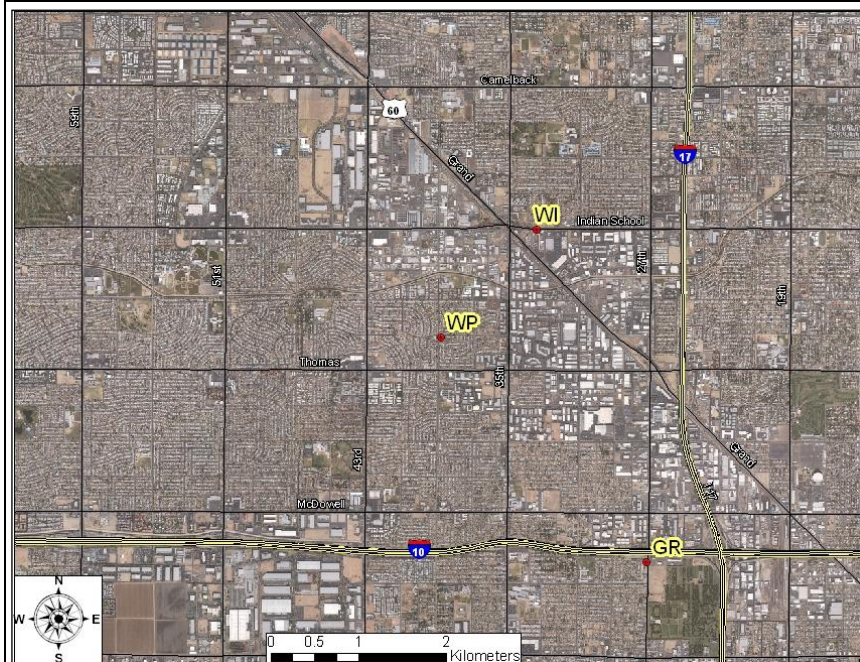 Camelback
59th
60
Grand
17
WI
Indian School
27th
51st
19th
WP
Thomas
35th
43rd
Grand
McDowell
I-17
10
GR
N
W E
S
0 0.5 1 2
Kilometers